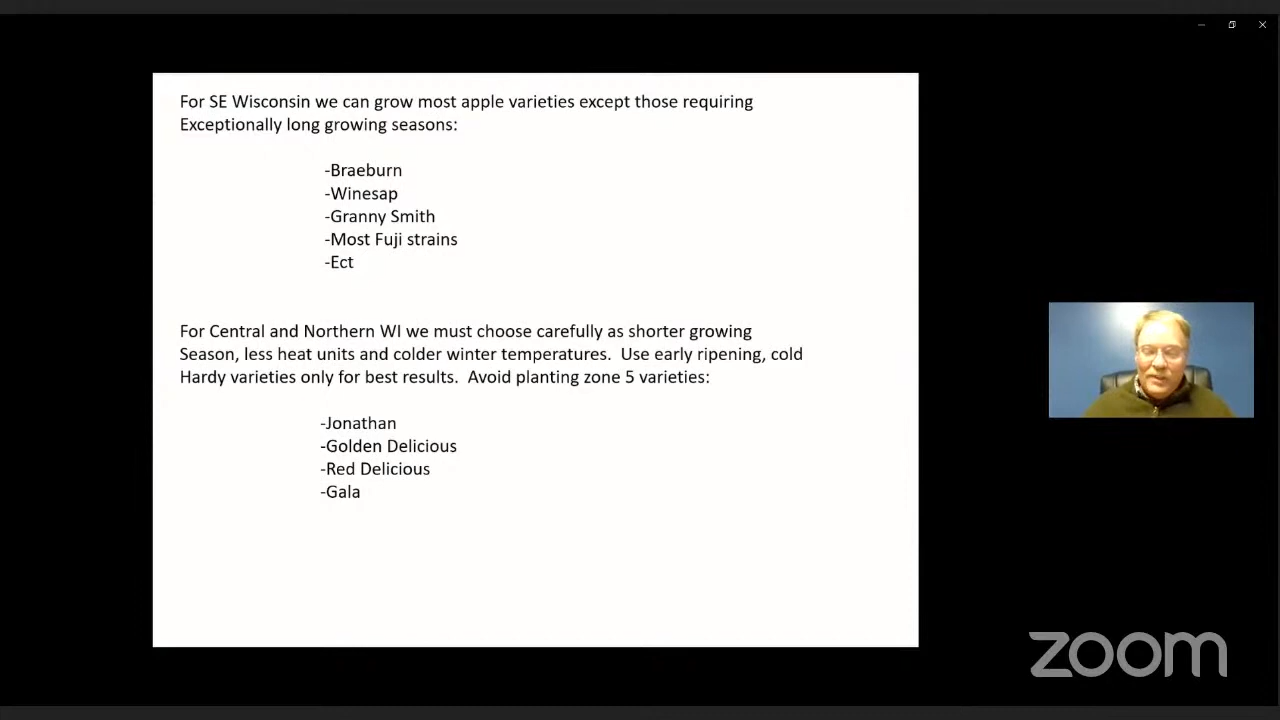 For SE Wisconsin we can grow most apple varieties except those requiring
Exceptionally long growing seasons:
-Braeburn
-Winesap
-Granny Smith
-Most Fuji strains
-Ect
For Central and Northern WI we must choose carefully as shorter growing
Season, less heat units and colder winter temperatures.  Use early ripening, cold
Hardy varieties only for best results.  Avoid planting zone 5 varieties:
-Jonathan
-Golden Delicious
-Red Delicious
-Gala
zoom